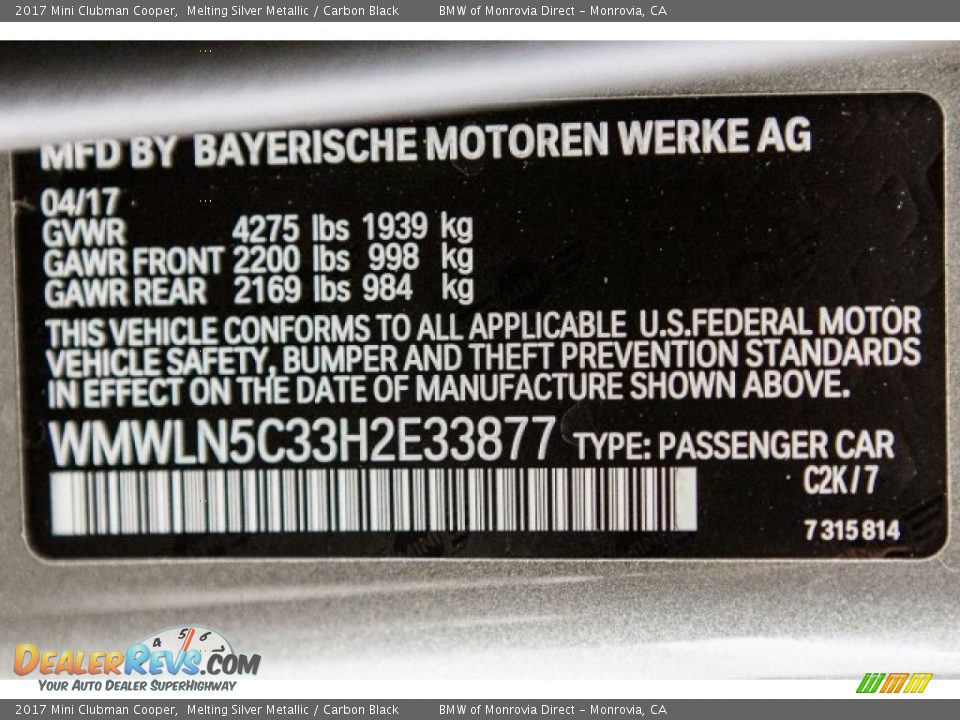 2017 Mini Clubman Cooper, Melting Silver Metallic / Carbon Black BMW of Monrovia Direct - Monrovia, CA
MFD BY BAYERISCHE MOTOREN WERKE AG
04/17
GVWR 4275 lbs 1939 kg
GAWR FRONT 2200 lbs 998 kg
GAWR REAR 2169 lbs 984 kg
THIS VEHICLE CONFORMS TO ALL APPLICABLE U.S.FEDERAL MOTOR
VEHICLE SAFETY, BUMPER AND THEFT PREVENTION STANDARDS
IN EFFECT ON THE DATE OF MANUFACTURE SHOWN ABOVE.
WMWLN5C33H2E33877 TYPE: PASSENGER CAR
C2K/7
7 315 814
4 5 6
DEALERREVS.COM
YOUR AUTO DEALER SUPERHIGHWAY
2017 Mini Clubman Cooper, Melting Silver Metallic / Carbon Black BMW of Monrovia Direct - Monrovia, CA